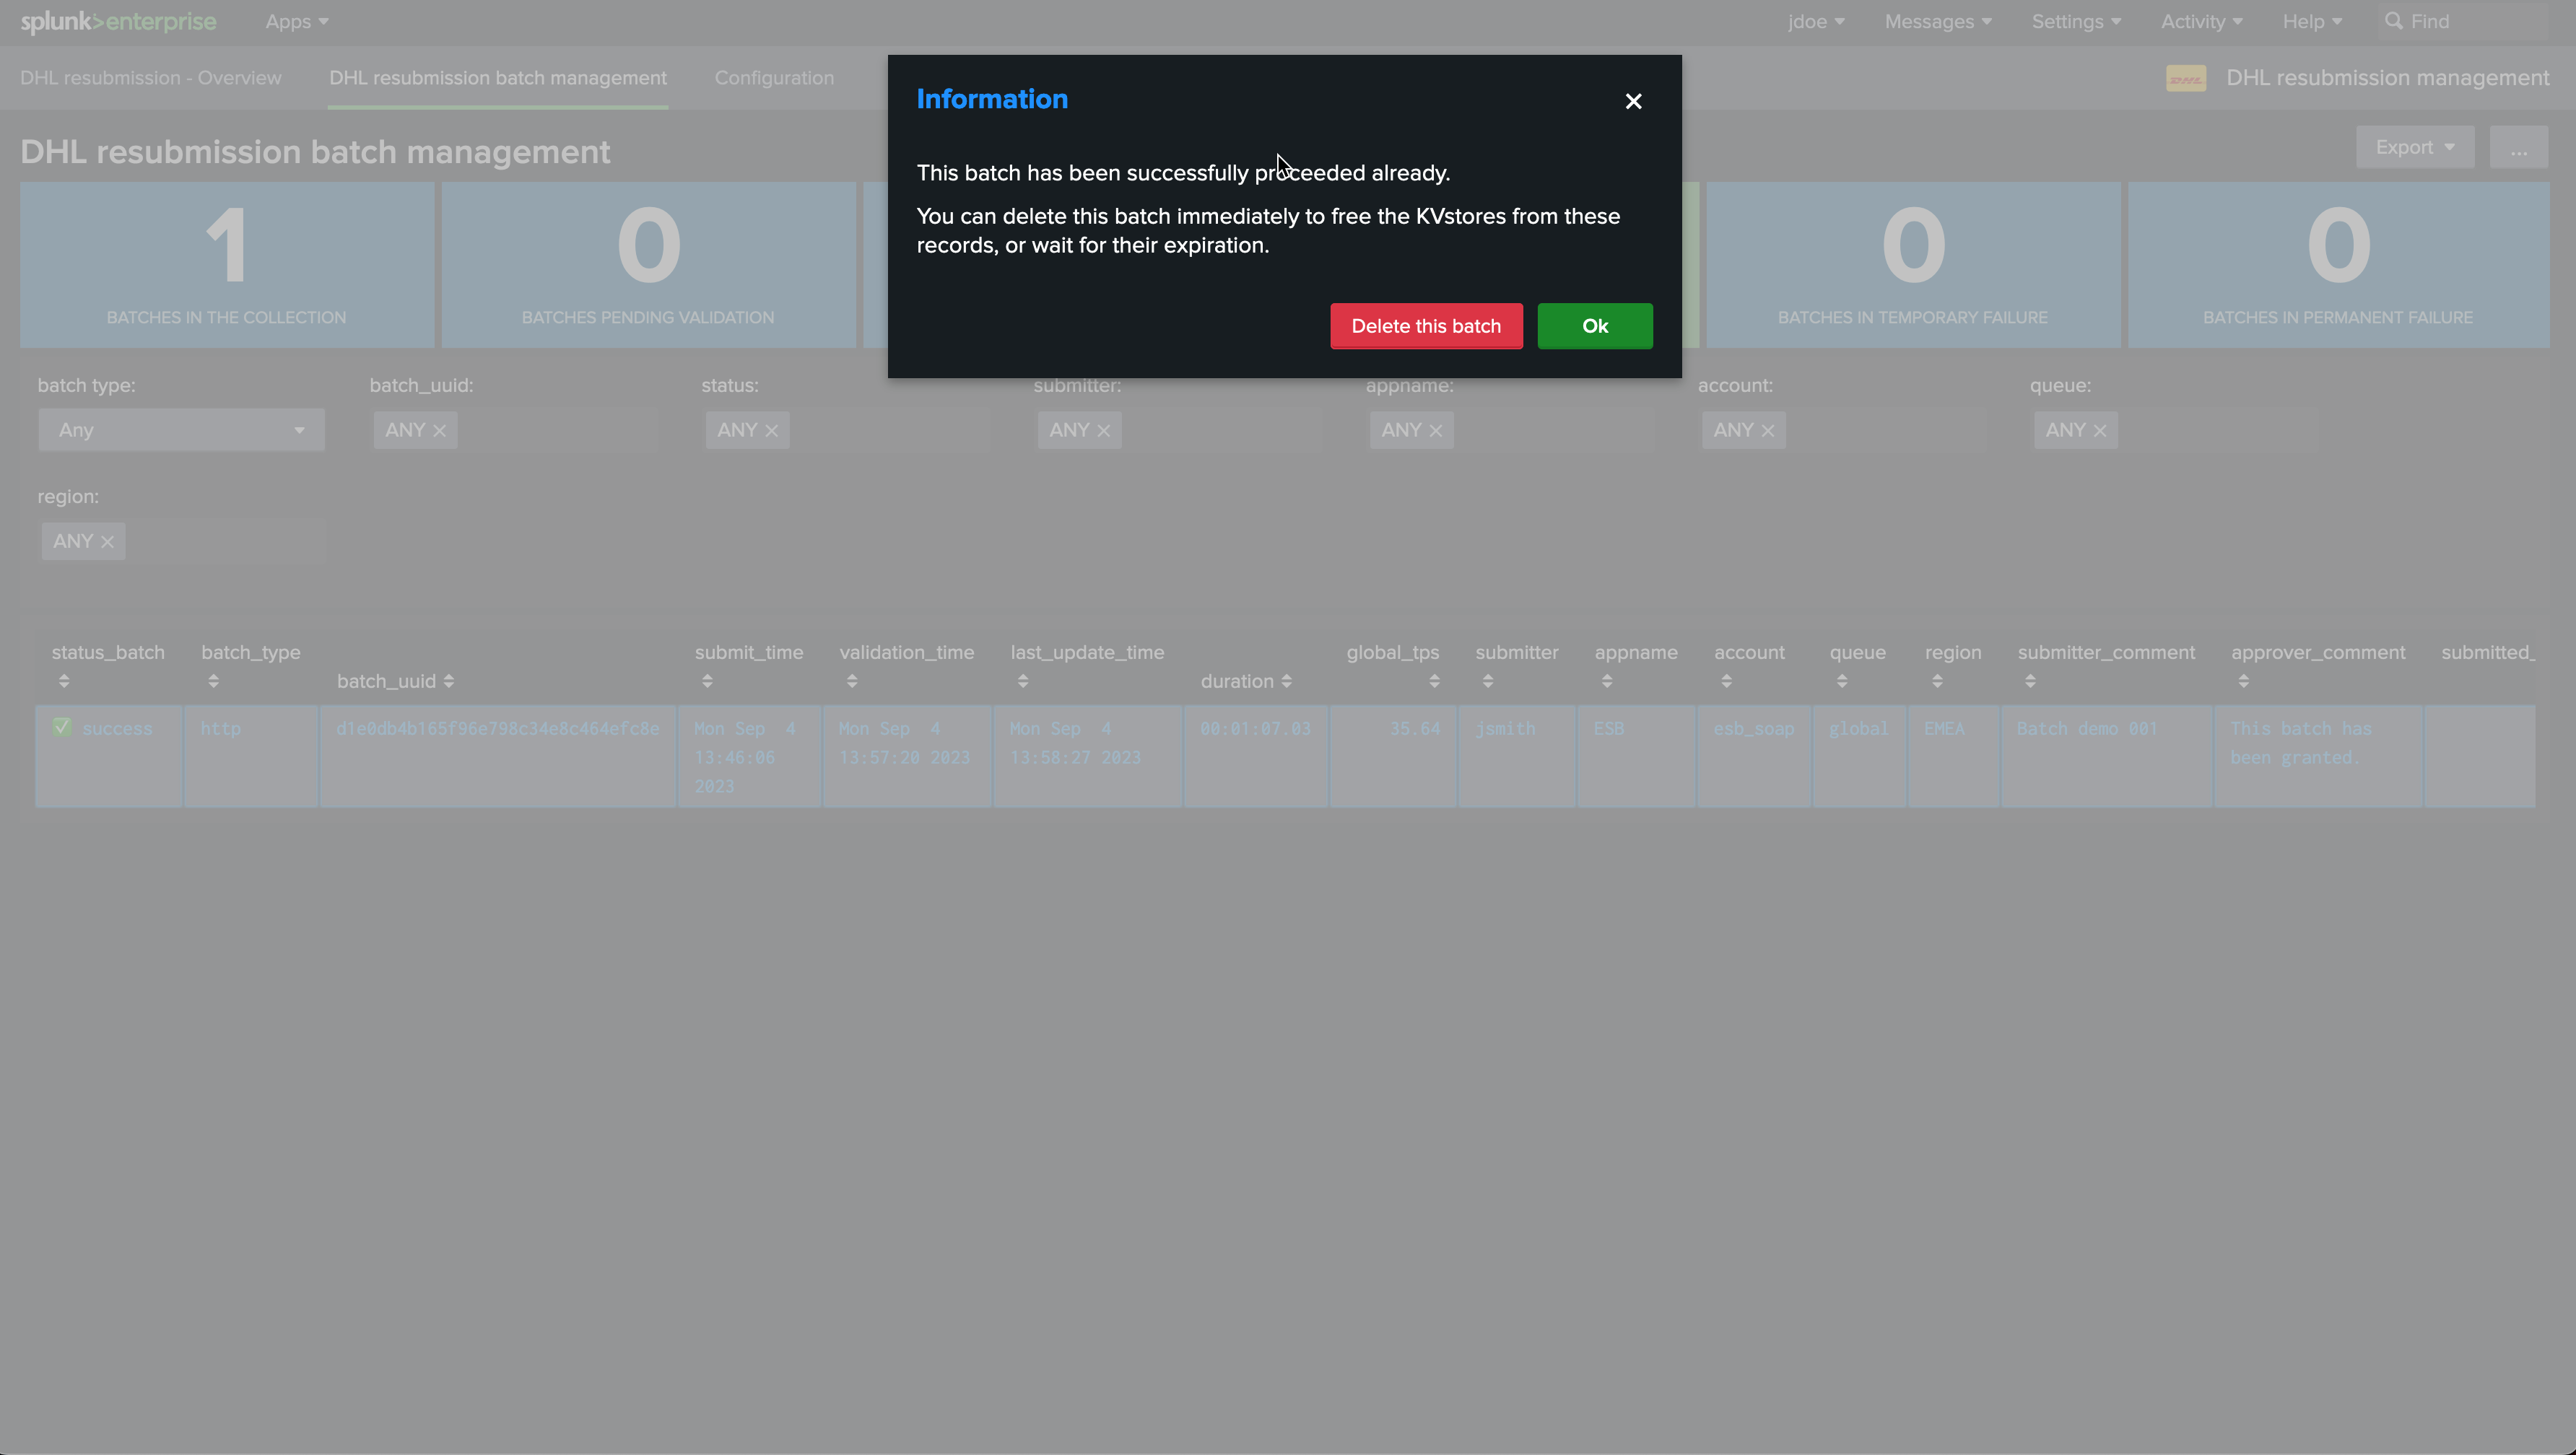 splunk>enterprise Apps jdoe Messages Settings Activity Help Find
DHL resubmission - Overview DHL resubmission batch management Configuration DHL resubmission management
Information
This batch has been successfully proceeded already.
You can delete this batch immediately to free the KVstores from these
records, or wait for their expiration.
Delete this batch Ok
DHL resubmission batch management Export ...
1 0 0 0
BATCHES IN THE COLLECTION BATCHES PENDING VALIDATION BATCHES IN TEMPORARY FAILURE BATCHES IN PERMANENT FAILURE
batch type: batch_uuid: status: submitter: appname: account: queue:
Any ANY ANY ANY ANY ANY ANY
region:
ANY
status_batch batch_type submit_time validation_time last_update_time global_tps submitter appname account queue region submitter_comment approver_comment submitted_
batch_uuid duration
success http d1e0db4b165f96e798c34e8c464efc8e Mon Sep 4 Mon Sep 4 Mon Sep 4 00:01:07.03 35.64 jsmith ESB esb_soap global EMEA Batch demo 001 This batch has
13:46:06 13:57:20 2023 13:58:27 2023 been granted.
2023